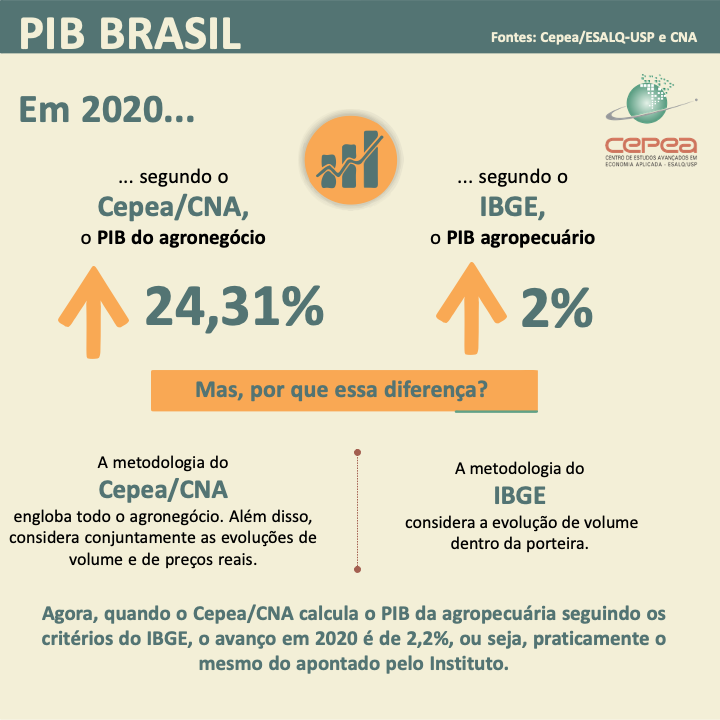 PIB BRASIL
Fontes: Cepea/ESALQ-USP e CNA
Em 2020...
cepea
CENTRO DE ESTUDOS AVANÇADOS EM
ECONOMIA APLICADA - ESALQ/USP
... segundo o
Cepea/CNA,
o PIB do agronegócio
24,31%
... segundo o
IBGE,
o PIB agropecuário
2%
Mas, por que essa diferença?
A metodologia do
Cepea/CNA
engloba todo o agronegócio. Além disso,
considera conjuntamente as evoluções de
volume e de preços reais.
A metodologia do
IBGE
considera a evolução de volume
dentro da porteira.
Agora, quando o Cepea/CNA calcula o PIB da agropecuária seguindo os
critérios do IBGE, o avanço em 2020 é de 2,2%, ou seja, praticamente o
mesmo do apontado pelo Instituto.